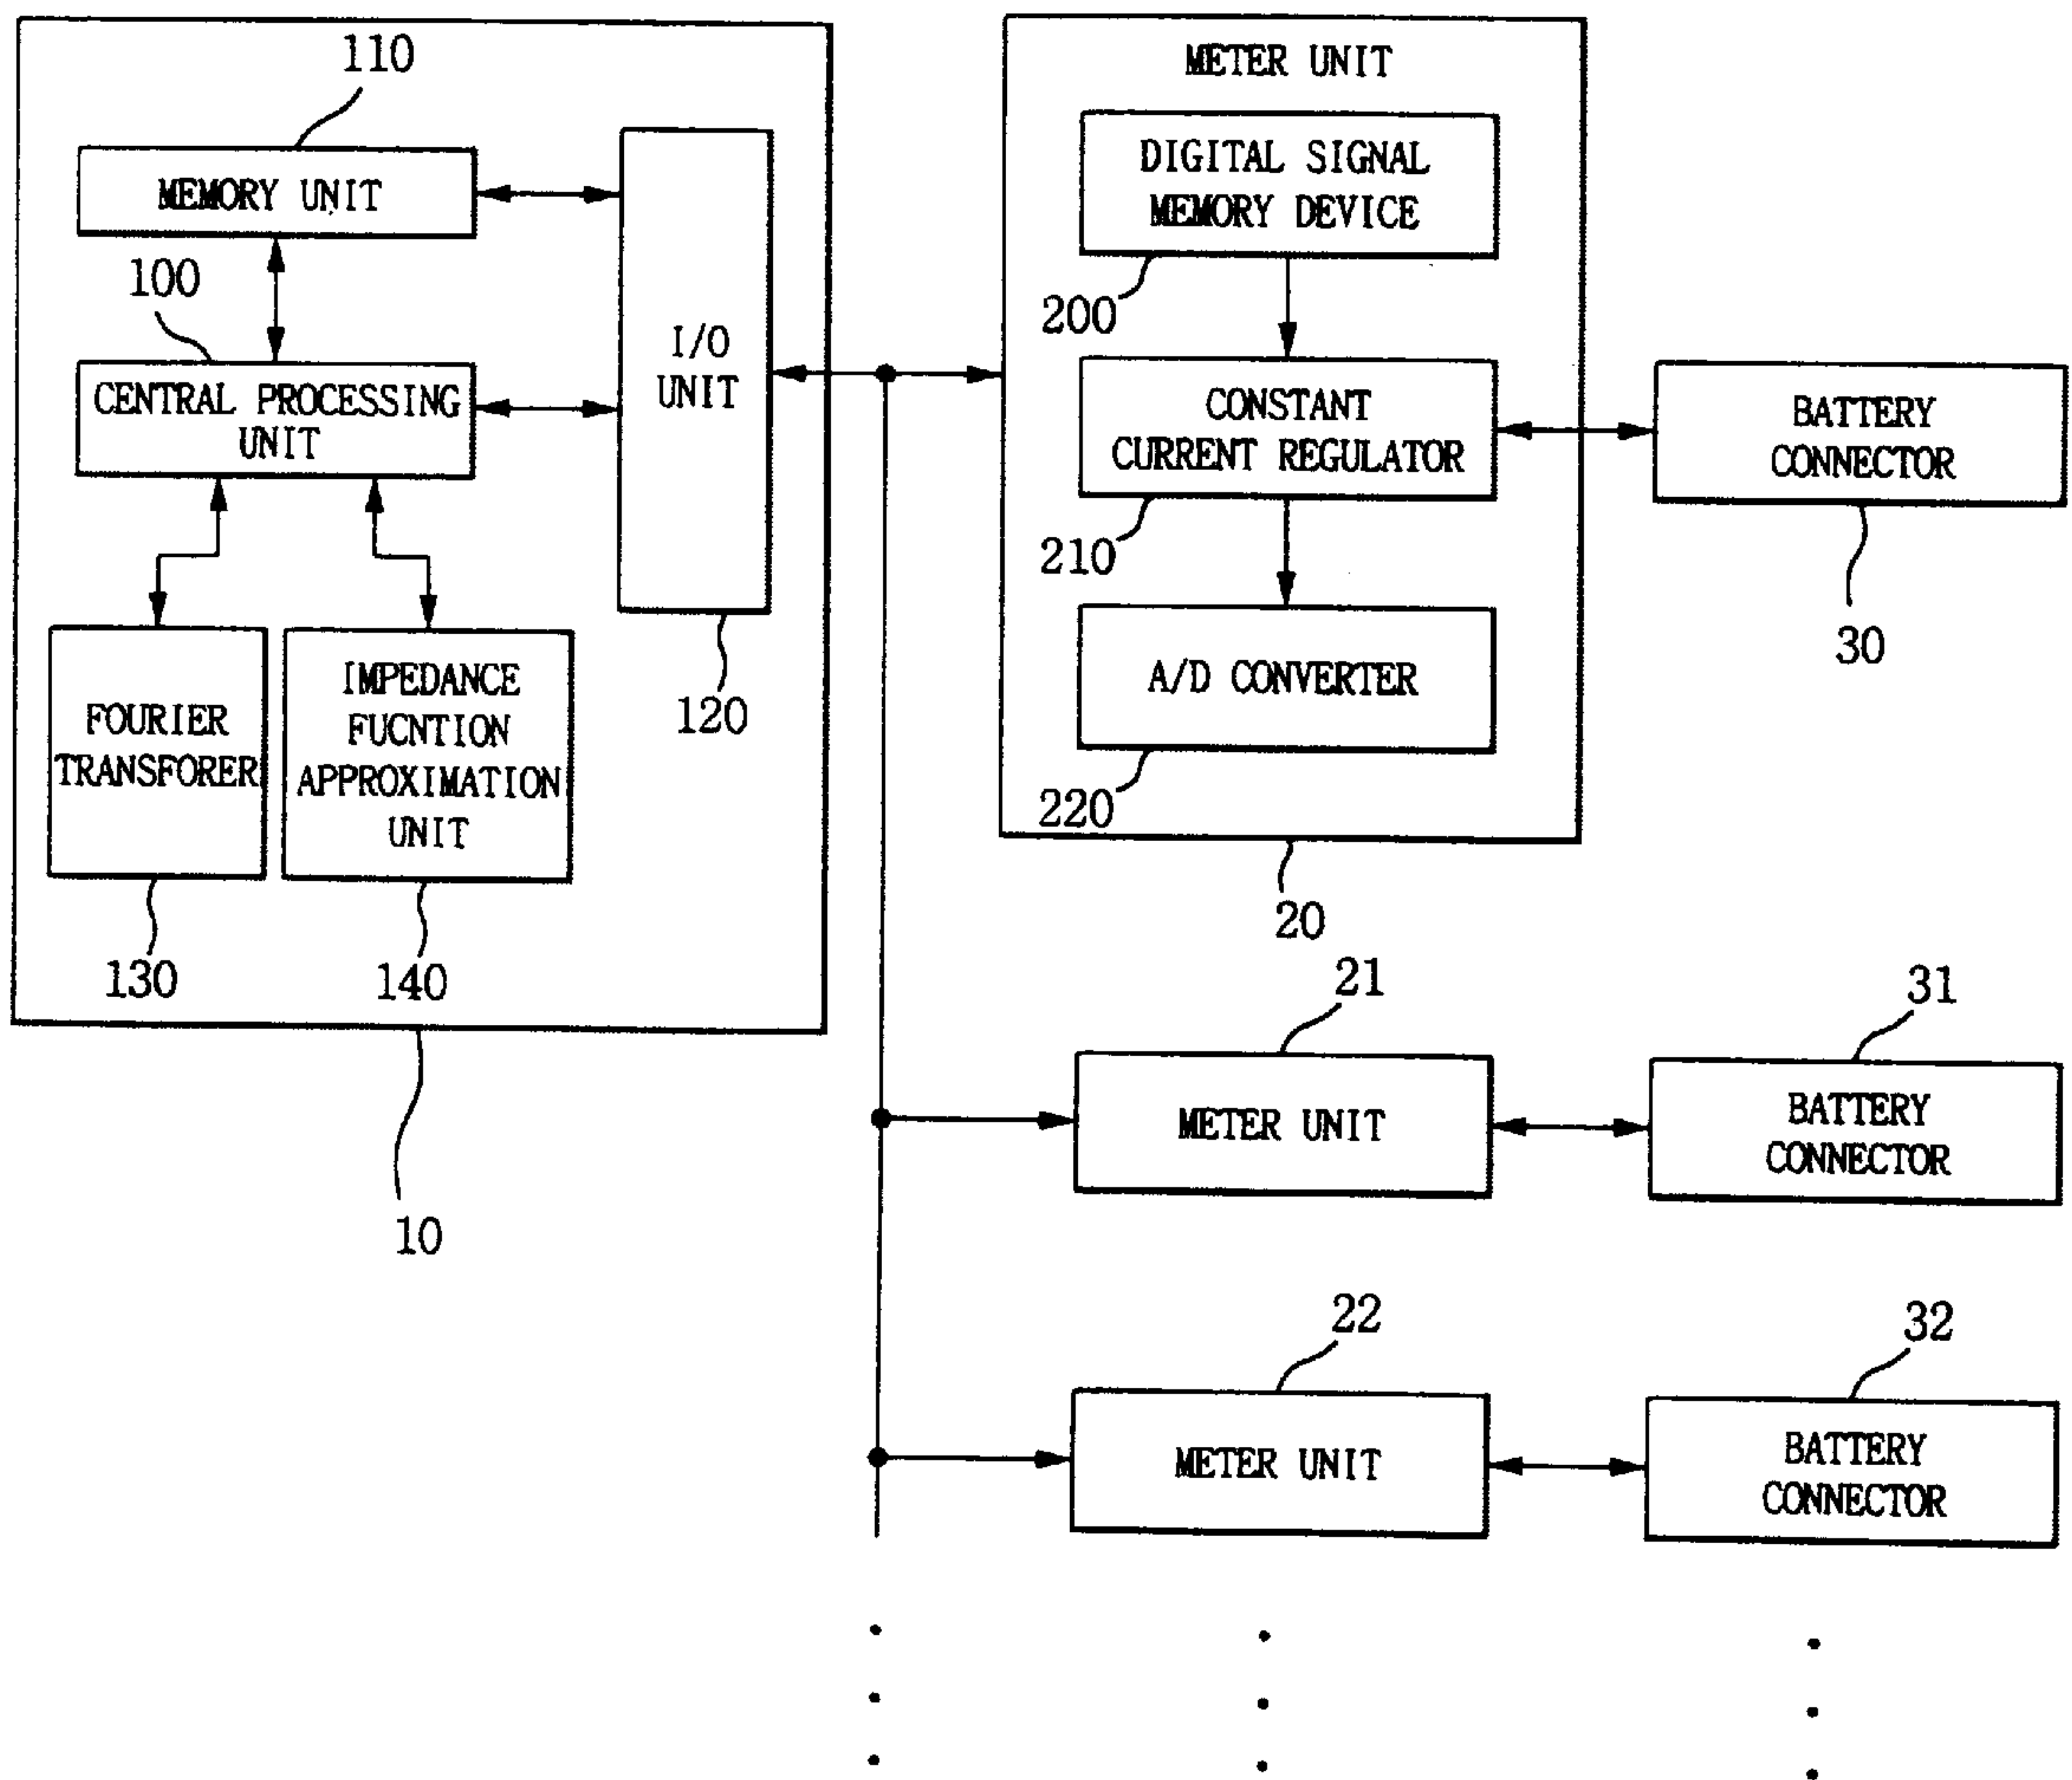 110
MEMORY UNIT
100
CENTRAL PROCESSING
UNIT
I/O
UNIT
120
FOURIER
TRANSFORER
130
IMPEDANCE
FUCNTION
APPROXIMATION
UNIT
140
10
METER UNIT
DIGITAL SIGNAL
MEMORY DEVICE
200
CONSTANT
CURRENT REGULATOR
210
A/D CONVERTER
220
20
BATTERY
CONNECTOR
30
21
METER UNIT
31
BATTERY
CONNECTOR
22
METER UNIT
32
BATTERY
CONNECTOR